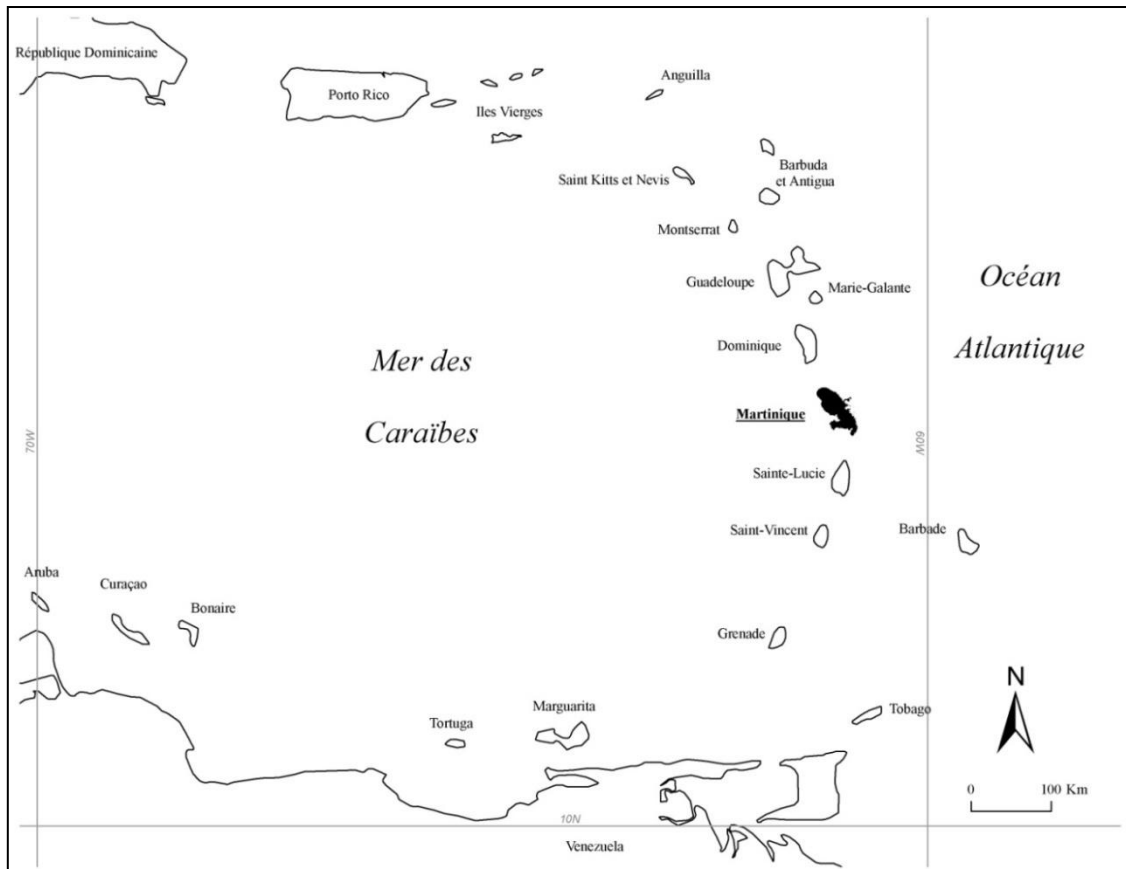 République Dominicaine
Porto Rico
Iles Vierges
Anguilla
Saint Kitts et Nevis
Barbuda
et Antigua
Montserrat
Guadeloupe
Marie-Galante
Océan
Atlantique
Dominique
Mer des
Caraïbes
Martinique
70W
60W
Sainte-Lucie
Saint-Vincent
Barbade
Aruba
Curaçao
Bonaire
Grenade
N
Tortuga
Marguarita
Tobago
0 100 Km
10N
Venezuela